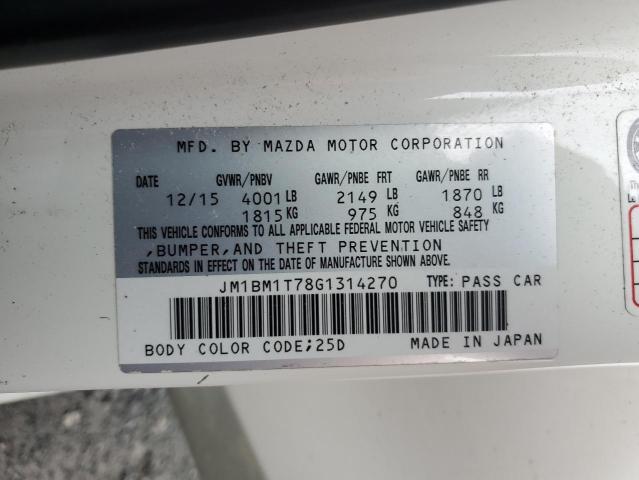 MFD. BY MAZDA MOTOR CORPORATION
DATE GVWR/PNBV GAWR/PNBE FRT GAWR/PNBE RR
12/15 4001 LB 2149 LB 1870 LB
1815 KG 975 KG 848 KG
THIS VEHICLE CONFORMS TO ALL APPLICABLE FEDERAL MOTOR VEHICLE SAFETY
,BUMPER,AND THEFT PREVENTION
STANDARDS IN EFFECT ON THE DATE OF MANUFACTURE SHOWN ABOVE.
JM1BM1T78G1314270 TYPE: PASS CAR
BODY COLOR CODE;25D MADE IN JAPAN